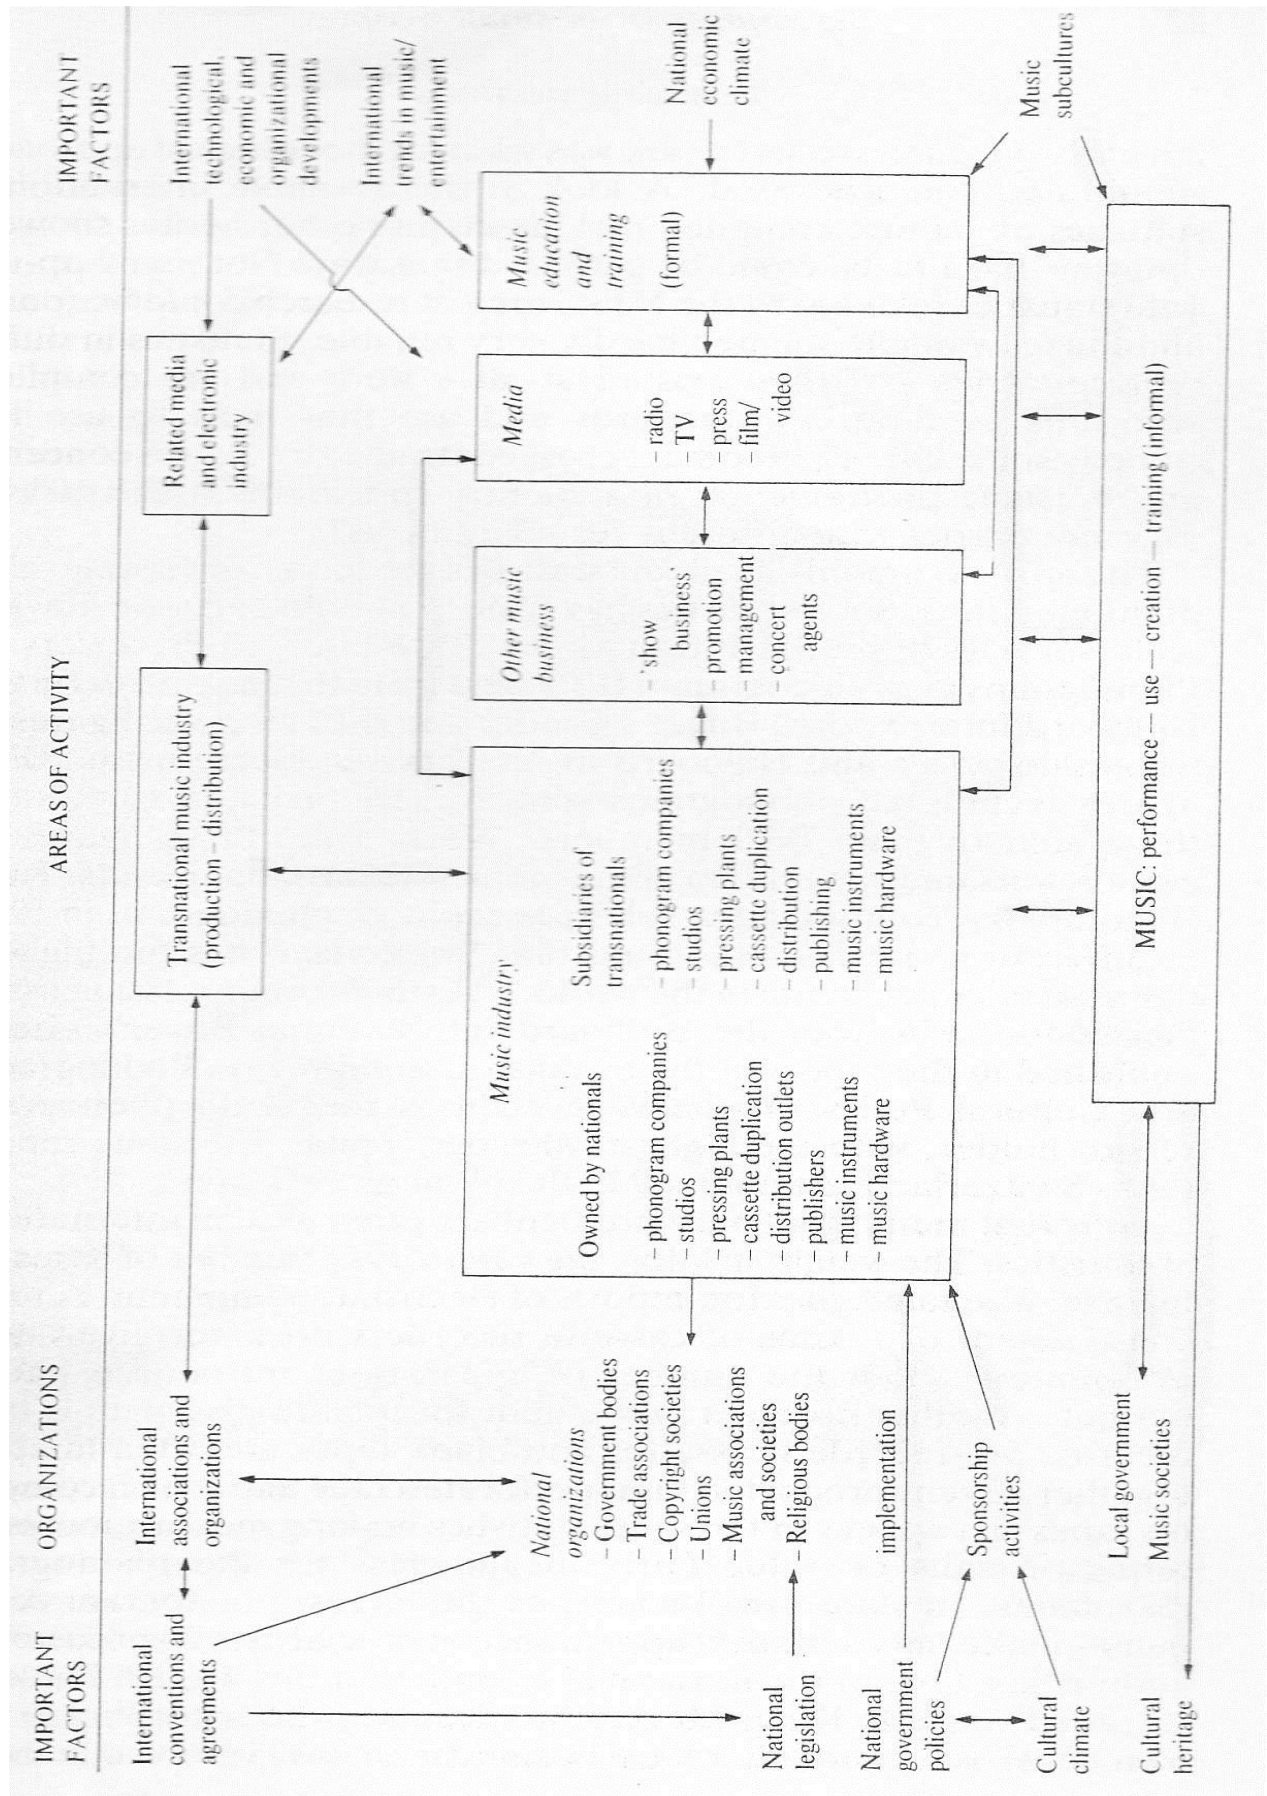 IMPORTANT
FACTORS
ORGANIZATIONS
AREAS OF ACTIVITY
IMPORTANT
FACTORS
International
conventions and
agreements
International
associations and
organizations
Transnational music industry
(production – distribution)
Related media
and electronic
industry
International
technological,
economic and
organizational
developments
International
trends in music/
entertainment
National
organizations
– Government bodies
– Trade associations
– Copyright societies
– Unions
– Music associations
and societies
– Religious bodies
Music industry
Owned by nationals
– phonogram companies
– studios
– pressing plants
– cassette duplication
– distribution outlets
– publishers
– music instruments
– music hardware
Subsidiaries of
transnationals
– phonogram companies
– studios
– pressing plants
– cassette duplication
– distribution
– publishing
– music instruments
– music hardware
Other music
business
– 'show
business'
– promotion
– management
– concert
agents
Media
– radio
– TV
– press
– film/
video
Music
education
and
training
(formal)
National
economic
climate
National
legislation
National
government
policies
implementation
Sponsorship
activities
Cultural
climate
Music
subcultures
Local government
Music societies
MUSIC: performance — use — creation — training (informal)
Cultural
heritage